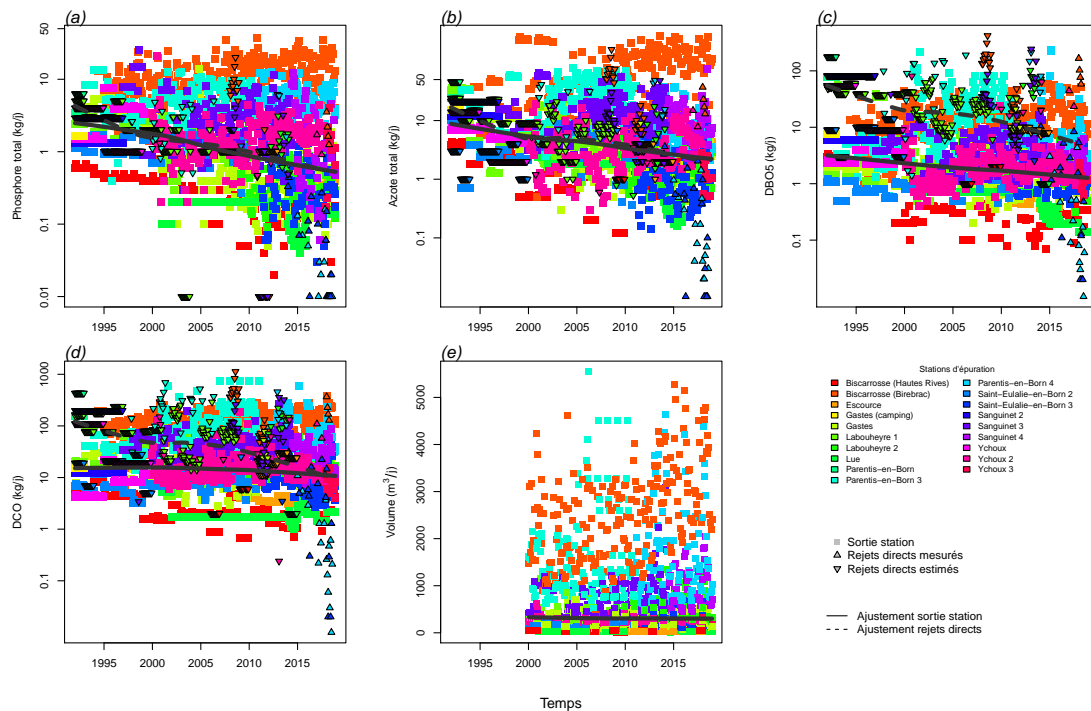 (a)
Phosphore total (kg/j)
50
10
1
0.1
0.01
1995 2000 2005 2010 2015
(b)
Azote total (kg/j)
50
10
1
0.1
1995 2000 2005 2010 2015
(c)
DBO5 (kg/j)
100
10
1
0.1
1995 2000 2005 2010 2015
(d)
DCO (kg/j)
1000
100
10
1
0.1
1995 2000 2005 2010 2015
(e)
Volume (m³/j)
5000
4000
3000
2000
1000
0
1995 2000 2005 2010 2015
Temps
Stations d'épuration
Biscarrosse (Hautes Rives)
Biscarrosse (Birebrac)
Escource
Gastes (camping)
Gastes
Labouheyre 1
Labouheyre 2
Lue
Parentis−en−Born
Parentis−en−Born 3
Parentis−en−Born 4
Saint−Eulalie−en−Born 2
Saint−Eulalie−en−Born 3
Sanguinet 2
Sanguinet 3
Sanguinet 4
Ychoux
Ychoux 2
Ychoux 3
Sortie station
Rejets directs mesurés
Rejets directs estimés
Ajustement sortie station
Ajustement rejets directs